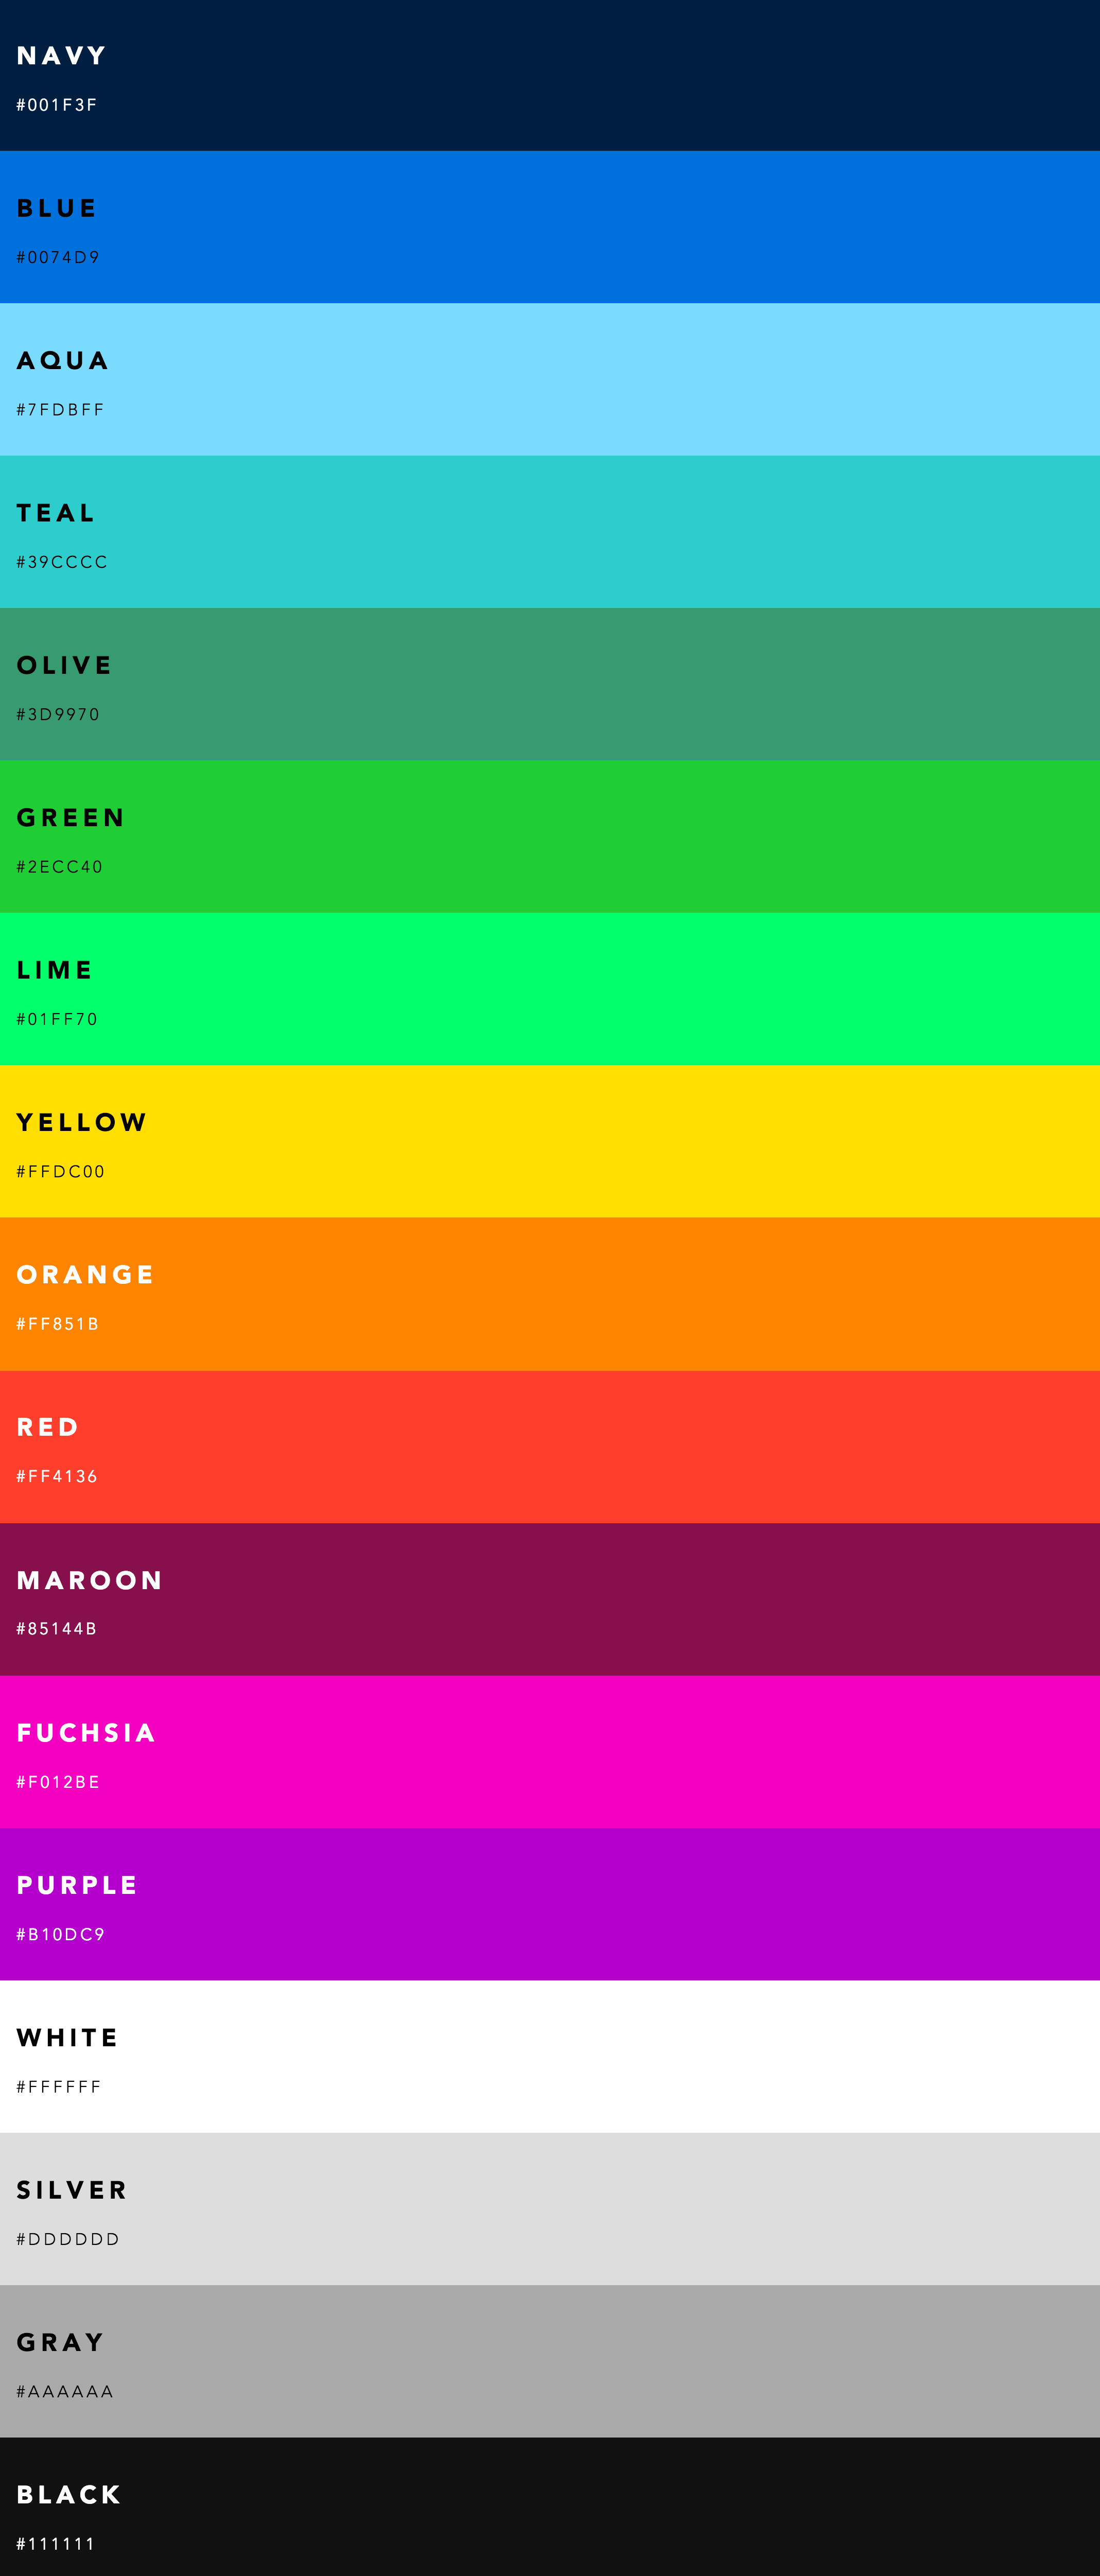 NAVY
#001F3F
BLUE
#0074D9
AQUA
#7FDBFF
TEAL
#39CCCC
OLIVE
#3D9970
GREEN
#2ECC40
LIME
#01FF70
YELLOW
#FFDC00
ORANGE
#FF851B
RED
#FF4136
MAROON
#85144B
FUCHSIA
#F012BE
PURPLE
#B10DC9
WHITE
#FFFFFF
SILVER
#DDDDDD
GRAY
#AAAAAA
BLACK
#111111